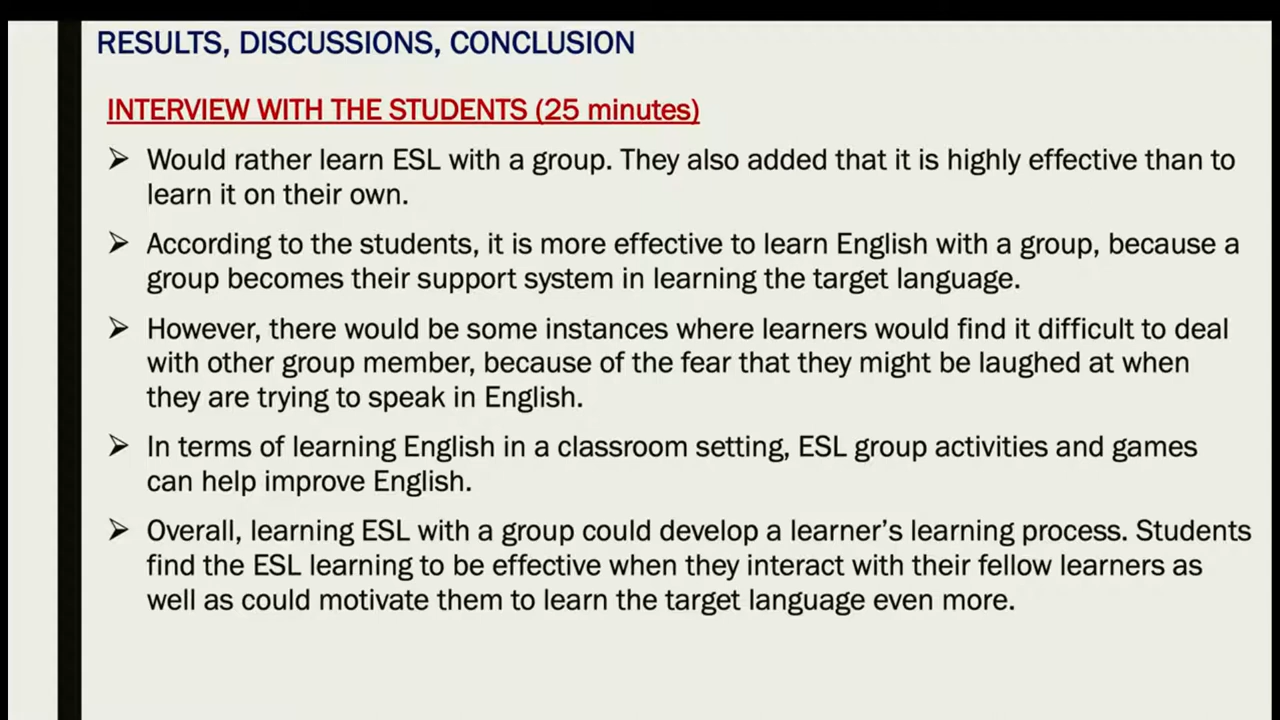 RESULTS, DISCUSSIONS, CONCLUSION
INTERVIEW WITH THE STUDENTS (25 minutes)
➢ Would rather learn ESL with a group. They also added that it is highly effective than to
learn it on their own.
➢ According to the students, it is more effective to learn English with a group, because a
group becomes their support system in learning the target language.
➢ However, there would be some instances where learners would find it difficult to deal
with other group member, because of the fear that they might be laughed at when
they are trying to speak in English.
➢ In terms of learning English in a classroom setting, ESL group activities and games
can help improve English.
➢ Overall, learning ESL with a group could develop a learner’s learning process. Students
find the ESL learning to be effective when they interact with their fellow learners as
well as could motivate them to learn the target language even more.